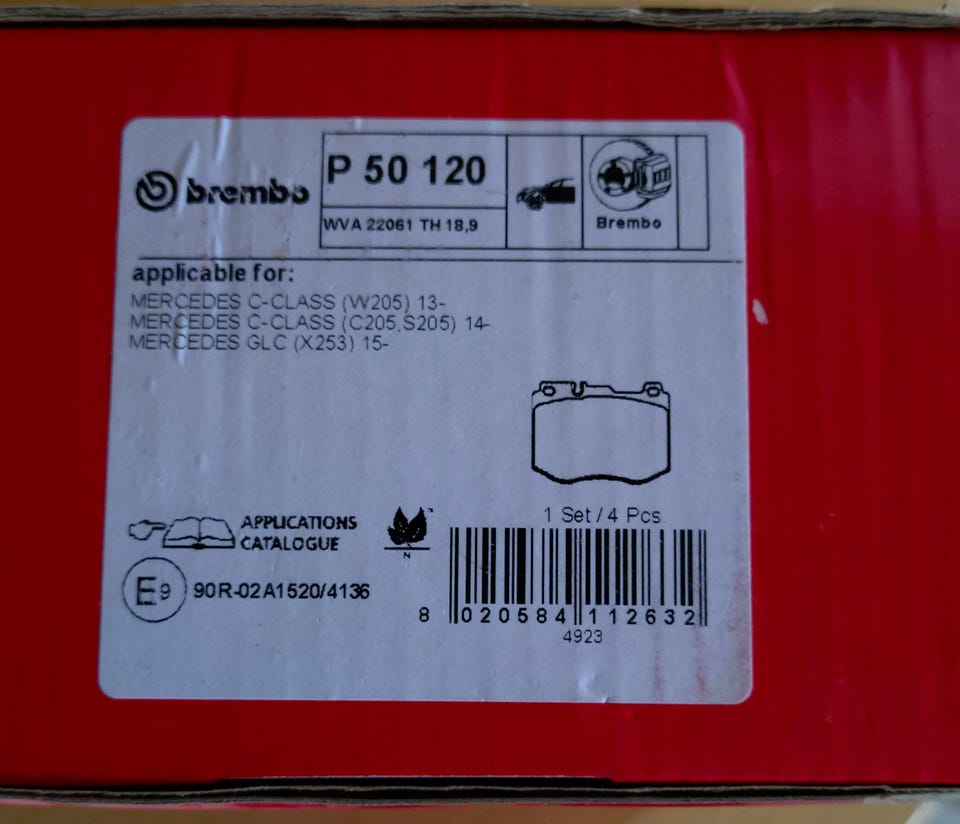 brembo
P 50 120
WVA 22061 TH 18,9
Brembo
applicable for:
MERCEDES C-CLASS (W205) 13-
MERCEDES C-CLASS (C205,S205) 14-
MERCEDES GLC (X253) 15-
APPLICATIONS
CATALOGUE
N
1 Set / 4 Pcs
E9 90R-02A1520/4136
8 020584 112632
4923